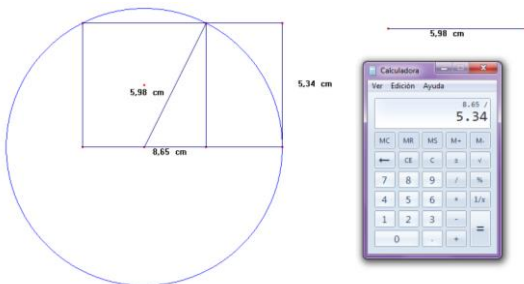 5,98 cm
5,34 cm
5,98 cm
8,65 cm
Calculadora
Ver Edición Ayuda
8.65 /
5.34
MC MR MS M+ M-
← CE C ± √
7 8 9 / %
4 5 6 * 1/x
1 2 3 - =
0 . +